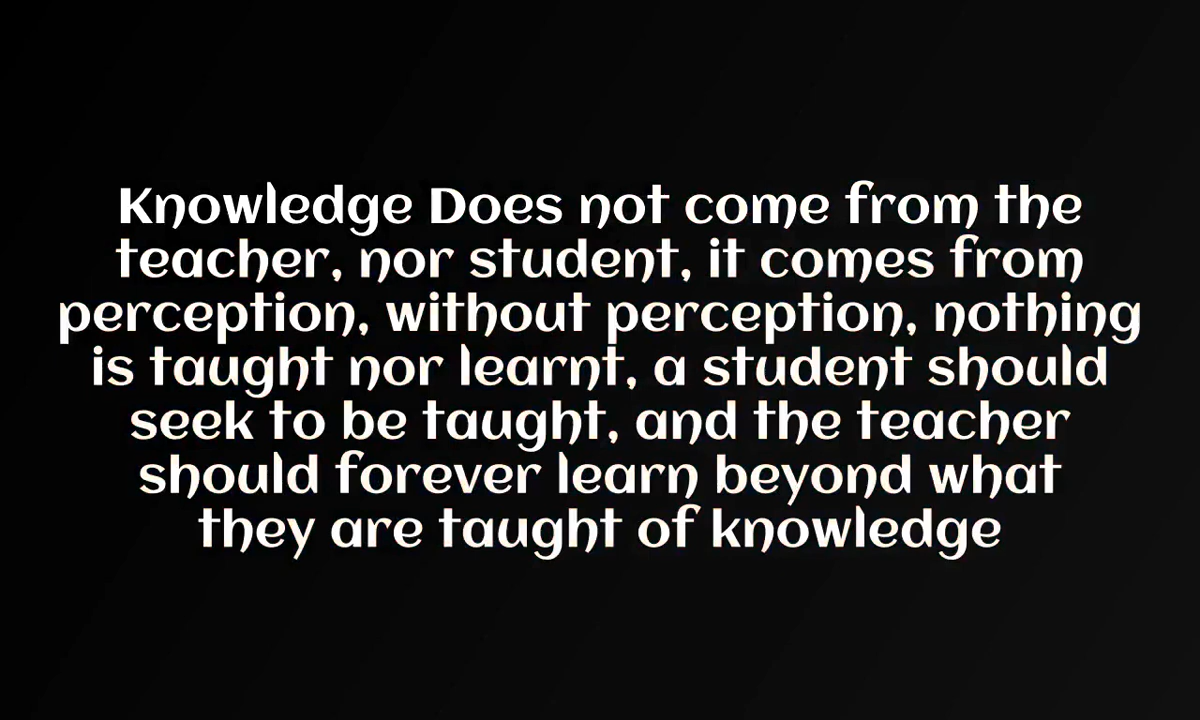 Knowledge Does not come from the
teacher, nor student, it comes from
perception, without perception, nothing
is taught nor learnt, a student should
seek to be taught, and the teacher
should forever learn beyond what
they are taught of knowledge